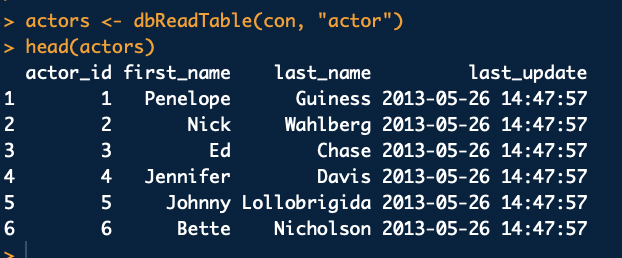 > actors <- dbReadTable(con, "actor")
> head(actors)
actor_id first_name last_name last_update
1 1 Penelope Guiness 2013-05-26 14:47:57
2 2 Nick Wahlberg 2013-05-26 14:47:57
3 3 Ed Chase 2013-05-26 14:47:57
4 4 Jennifer Davis 2013-05-26 14:47:57
5 5 Johnny Lollobrigida 2013-05-26 14:47:57
6 6 Bette Nicholson 2013-05-26 14:47:57
>